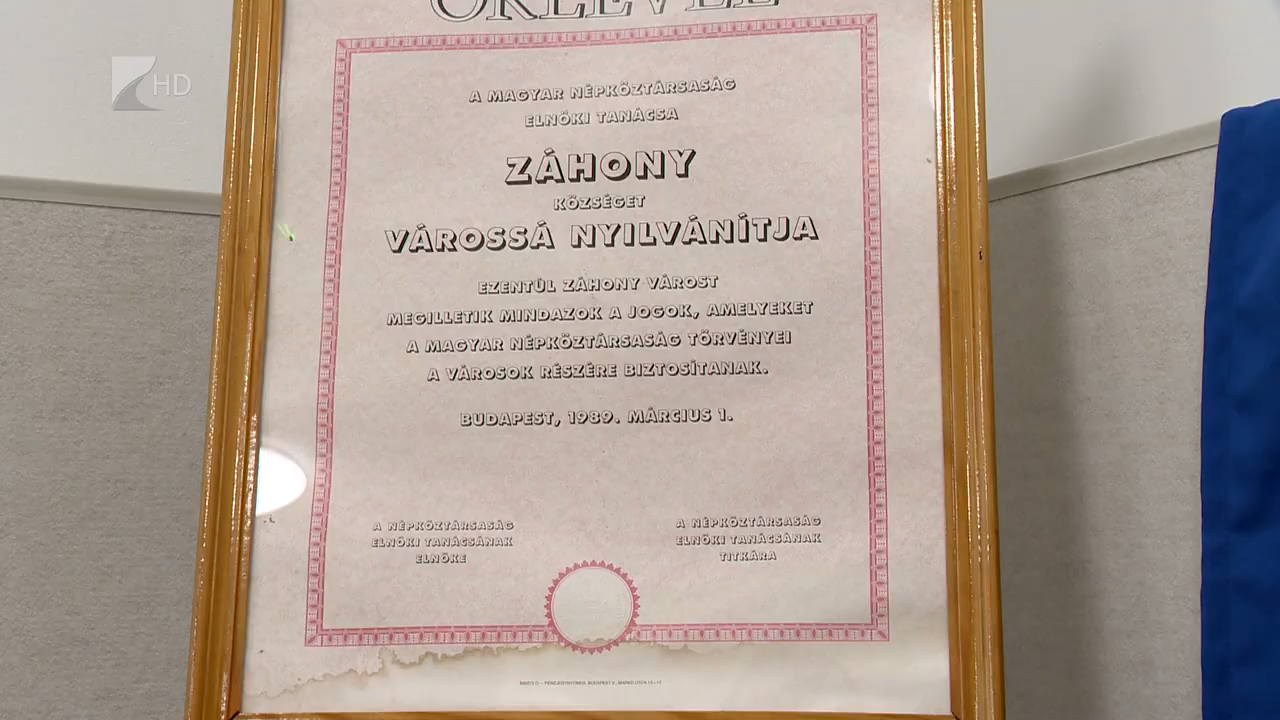 OKLEVÉL
HD
A MAGYAR NÉPKÖZTÁRSASÁG
ELNÖKI TANÁCSA
ZÁHONY
KÖZSÉGET
VÁROSSÁ NYILVÁNÍTJA
EZENTÚL ZÁHONY VÁROST
MEGILLETIK MINDAZOK A JOGOK, AMELYEKET
A MAGYAR NÉPKÖZTÁRSASÁG TÖRVÉNYEI
A VÁROSOK RÉSZÉRE BIZTOSÍTANAK.
BUDAPEST, 1989. MÁRCIUS 1.
A NÉPKÖZTÁRSASÁG
ELNÖKI TANÁCSÁNAK
ELNÖKE
A NÉPKÖZTÁRSASÁG
ELNÖKI TANÁCSÁNAK
TITKÁRA